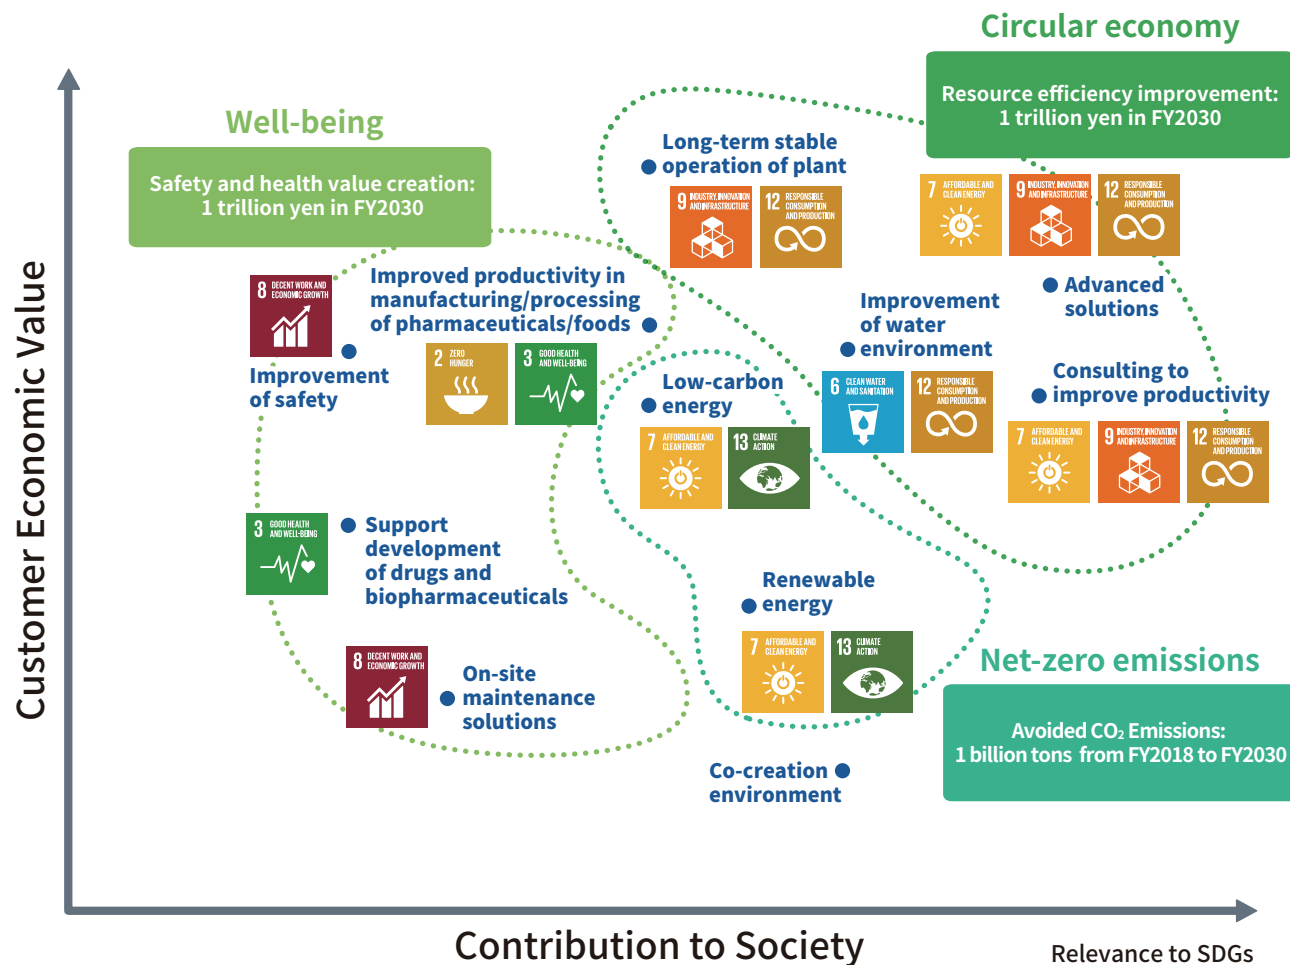 Circular economy
Resource efficiency improvement:
1 trillion yen in FY2030
Well-being
Safety and health value creation:
1 trillion yen in FY2030
Long-term stable
operation of plant
9 INDUSTRY, INNOVATION
AND INFRASTRUCTURE
12 RESPONSIBLE
CONSUMPTION
AND PRODUCTION
7 AFFORDABLE AND
CLEAN ENERGY
9 INDUSTRY, INNOVATION
AND INFRASTRUCTURE
12 RESPONSIBLE
CONSUMPTION
AND PRODUCTION
Advanced
solutions
8 DECENT WORK AND
ECONOMIC GROWTH
Improvement
of safety
Improved productivity in
manufacturing/processing
of pharmaceuticals/foods
2 ZERO
HUNGER
3 GOOD HEALTH
AND WELL-BEING
Improvement
of water
environment
6 CLEAN WATER
AND SANITATION
12 RESPONSIBLE
CONSUMPTION
AND PRODUCTION
Low-carbon
energy
7 AFFORDABLE AND
CLEAN ENERGY
13 CLIMATE
ACTION
Consulting to
improve productivity
7 AFFORDABLE AND
CLEAN ENERGY
9 INDUSTRY, INNOVATION
AND INFRASTRUCTURE
12 RESPONSIBLE
CONSUMPTION
AND PRODUCTION
3 GOOD HEALTH
AND WELL-BEING
Support
development
of drugs and
biopharmaceuticals
Renewable
energy
7 AFFORDABLE AND
CLEAN ENERGY
13 CLIMATE
ACTION
8 DECENT WORK AND
ECONOMIC GROWTH
On-site
maintenance
solutions
Net-zero emissions
Avoided CO₂ Emissions:
1 billion tons from FY2018 to FY2030
Co-creation
environment
Customer Economic Value
Contribution to Society
Relevance to SDGs